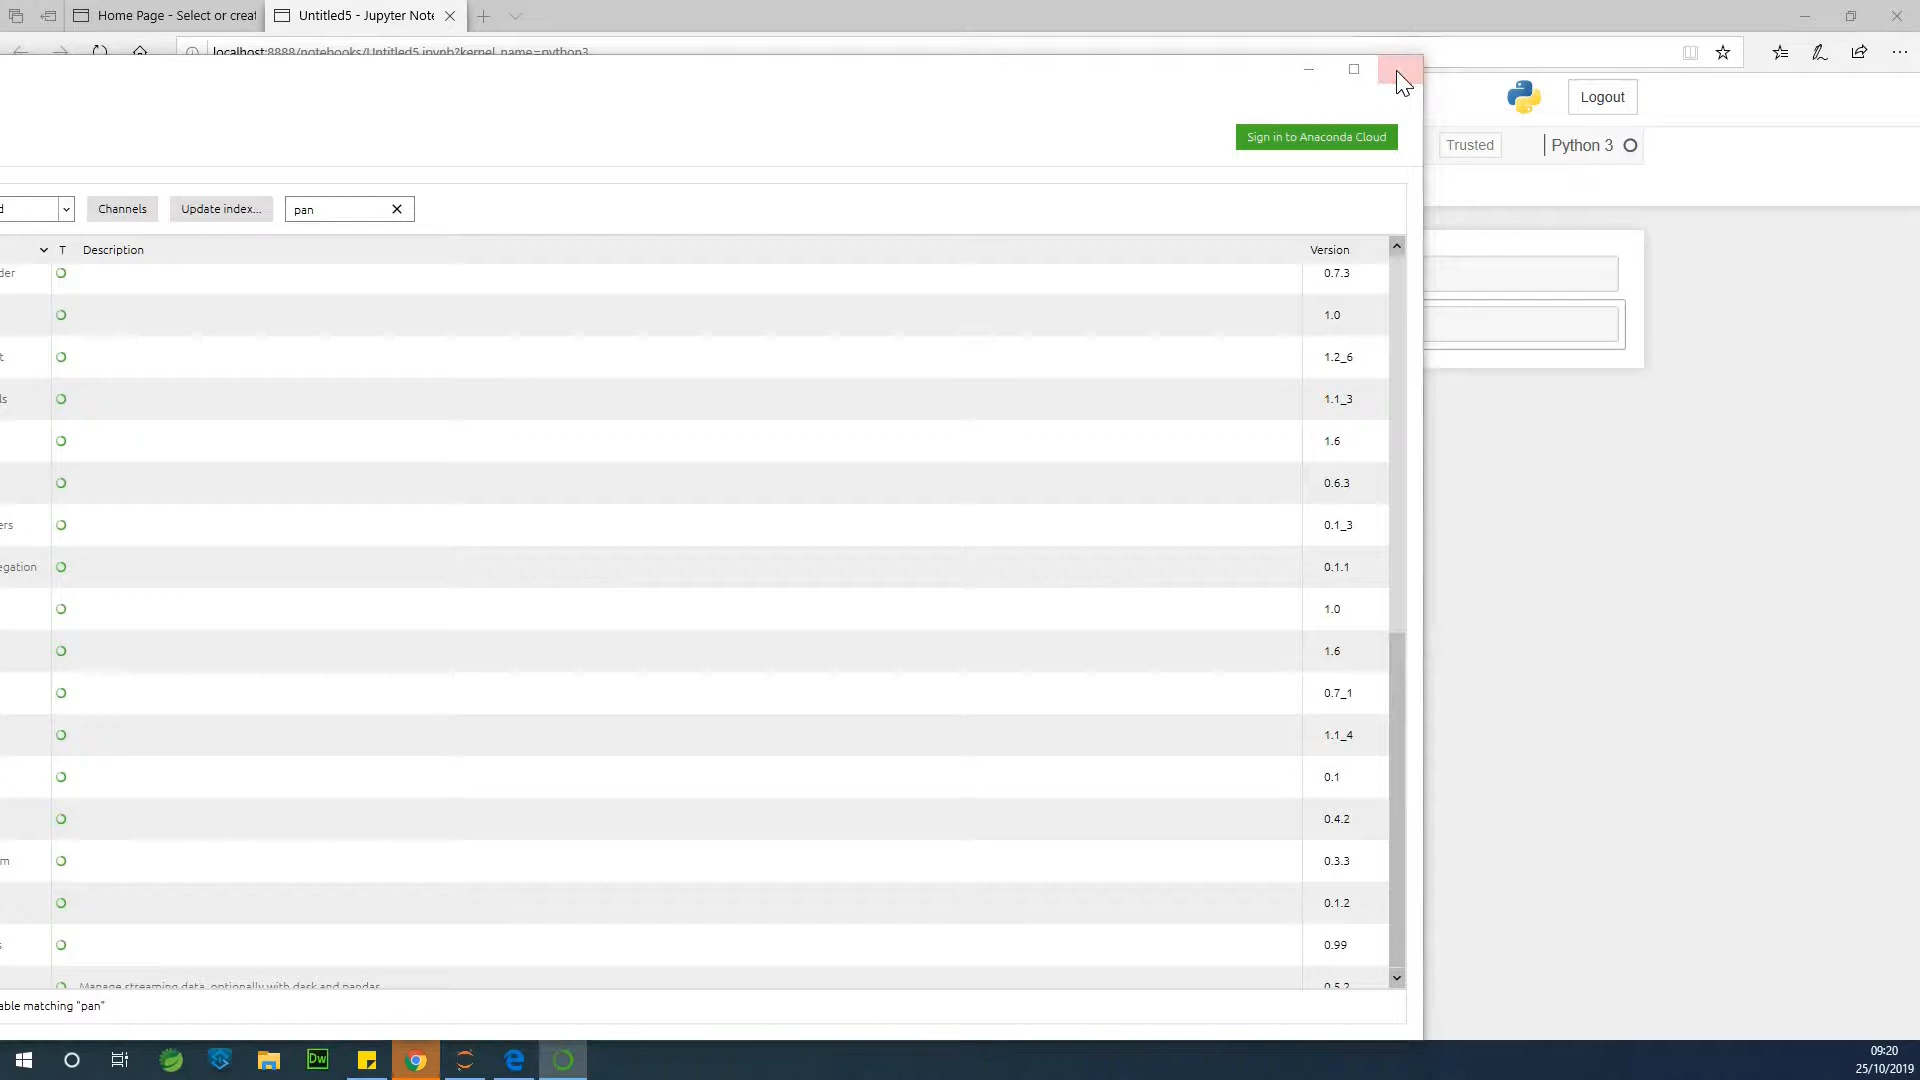 Home Page - Select or creat
Untitled5 - Jupyter Note
localhost:8888/notebooks/Untitled5.ipynb?kernel_name=python3
Logout
Sign in to Anaconda Cloud
Trusted
Python 3
d
Channels
Update index...
pan
T
Description
Version
der
0.7.3
1.0
t
1.2_6
ls
1.1_3
1.6
0.6.3
ers
0.1_3
egation
0.1.1
1.0
1.6
0.7_1
1.1_4
0.1
0.4.2
m
0.3.3
0.1.2
s
0.99
Manage streaming data, optionally with dask and pandas
0.5.2
able matching "pan"
Dw
09:20
25/10/2019